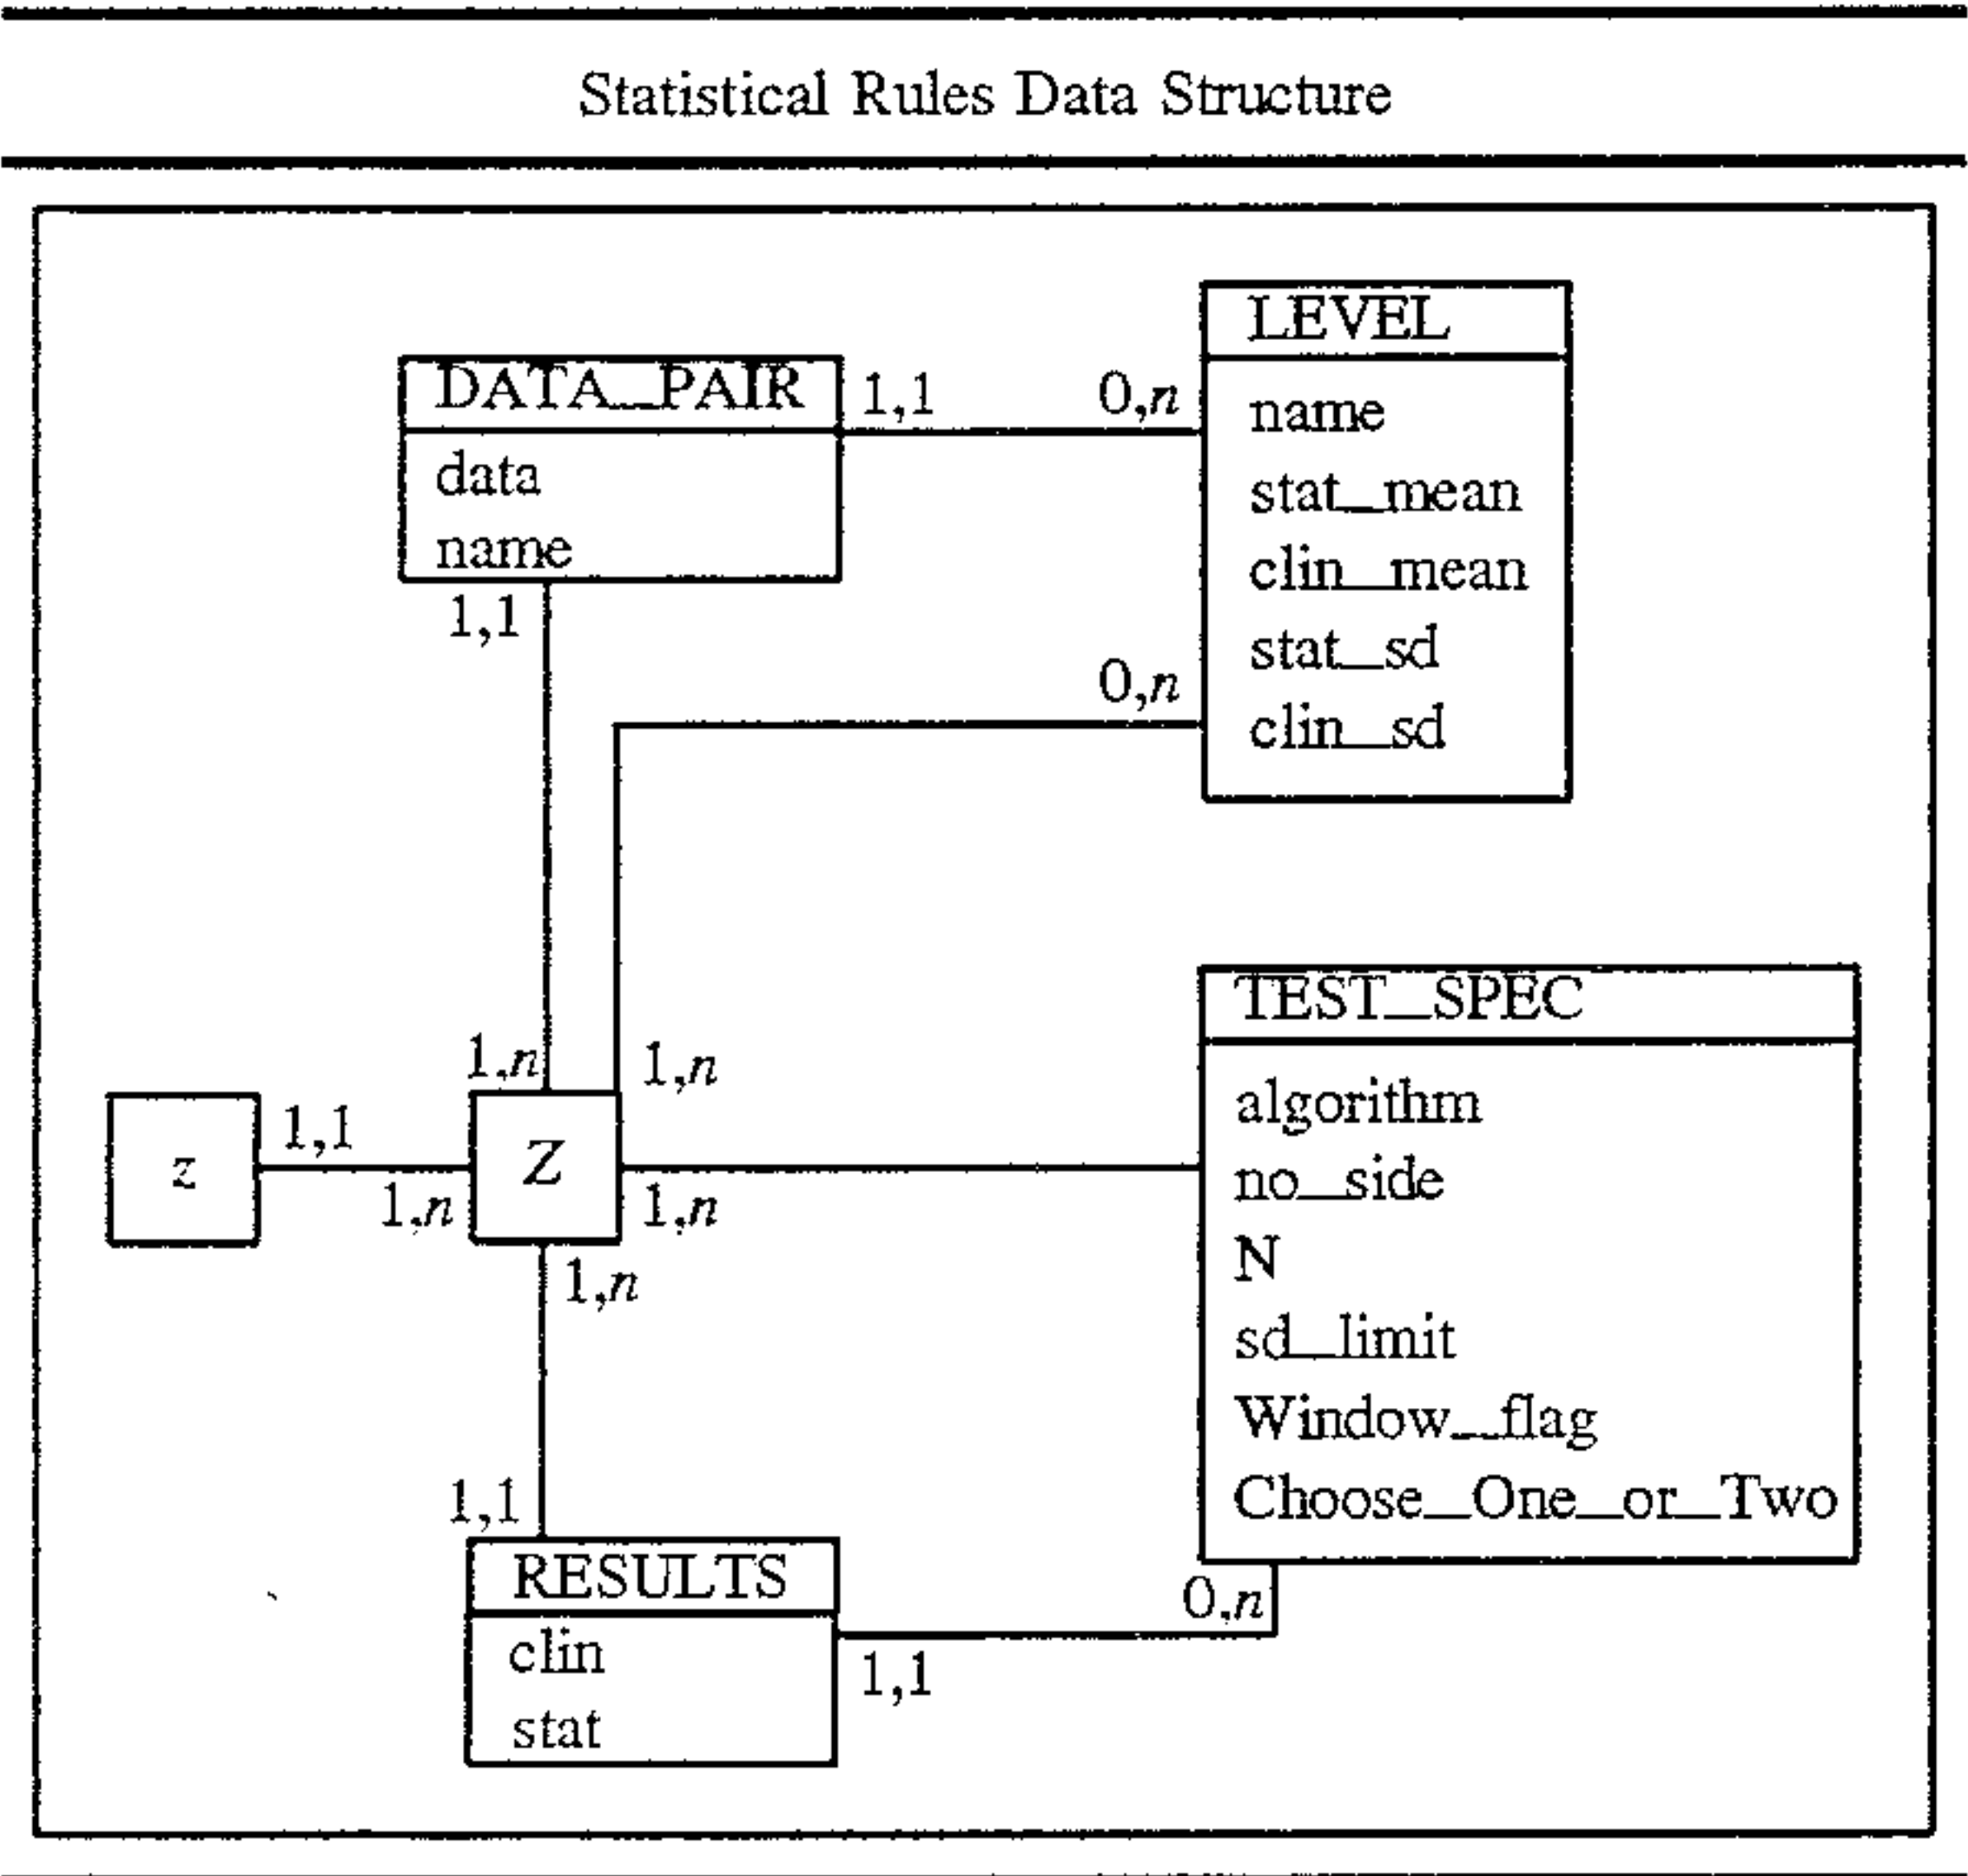 Statistical Rules Data Structure
LEVEL
name
stat_mean
clin_mean
stat_sd
clin_sd
DATA_PAIR
data
name
1,1
0,n
1,1
0,n
1,n
1,n
z
1,1
1,n
Z
1,n
1,n
TEST_SPEC
algorithm
no_side
N
sd_limit
Window_flag
Choose_One_or_Two
1,1
RESULTS
clin
stat
0,n
1,1